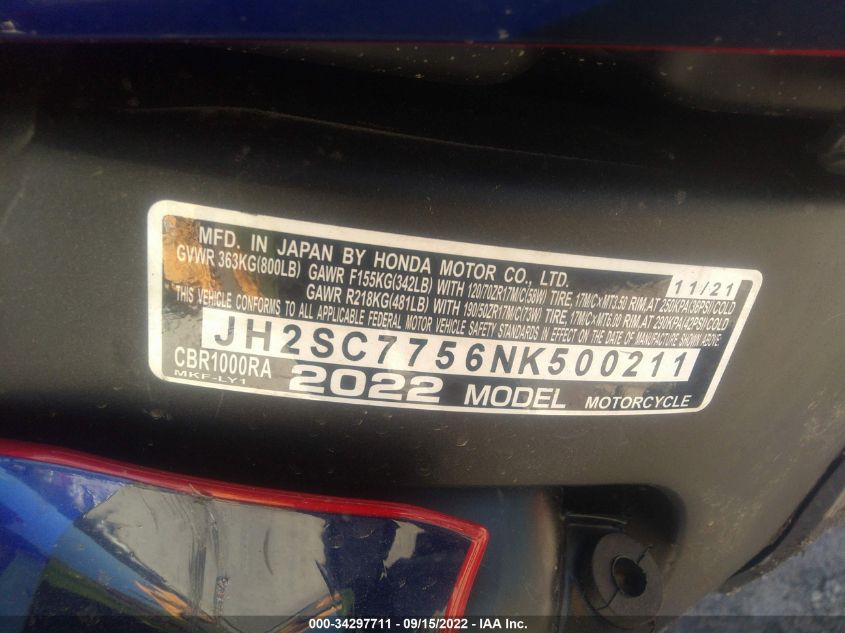 MFD. IN JAPAN BY HONDA MOTOR CO., LTD. 11/21
GVWR 363KG(800LB) GAWR F155KG(342LB) WITH 120/70ZR17M/C(58W) TIRE, 17M/C×MT3.50 RIM, AT 250KPA(36PSI)COLD
GAWR R218KG(481LB) WITH 190/50ZR17M/C(73W) TIRE, 17M/C×MT6.00 RIM, AT 290KPA(42PSI)COLD
THIS VEHICLE CONFORMS TO ALL APPLICABLE FEDERAL MOTOR VEHICLE SAFETY STANDARDS IN EFFECT ON THE DATE OF MANUFACTURE SHOWN ABOVE.
JH2SC7756NK500211
CBR1000RA
MKF-LY1
2022 MODEL MOTORCYCLE
000-34297711 - 09/15/2022 - IAA Inc.